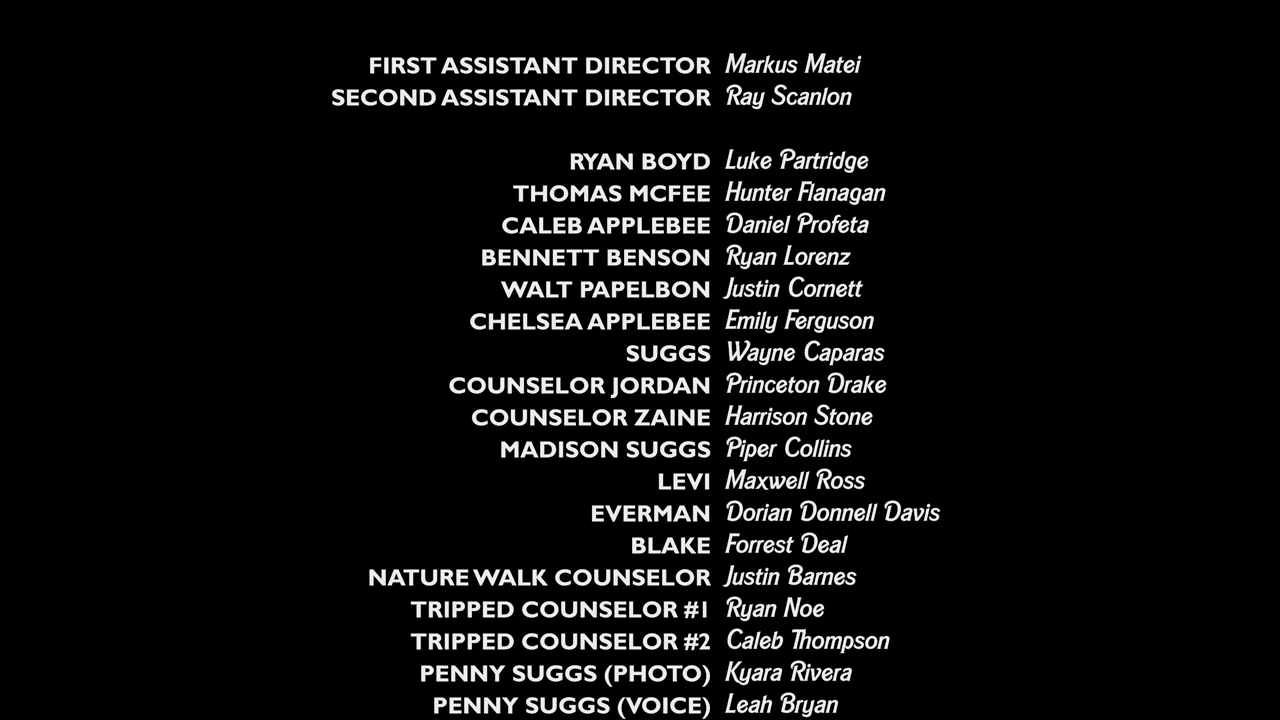 FIRST ASSISTANT DIRECTOR Markus Matei
SECOND ASSISTANT DIRECTOR Ray Scanlon
RYAN BOYD Luke Partridge
THOMAS MCFEE Hunter Flanagan
CALEB APPLEBEE Daniel Profeta
BENNETT BENSON Ryan Lorenz
WALT PAPELBON Justin Cornett
CHELSEA APPLEBEE Emily Ferguson
SUGGS Wayne Caparas
COUNSELOR JORDAN Princeton Drake
COUNSELOR ZAINE Harrison Stone
MADISON SUGGS Piper Collins
LEVI Maxwell Ross
EVERMAN Dorian Donnell Davis
BLAKE Forrest Deal
NATURE WALK COUNSELOR Justin Barnes
TRIPPED COUNSELOR #1 Ryan Noe
TRIPPED COUNSELOR #2 Caleb Thompson
PENNY SUGGS (PHOTO) Kyara Rivera
PENNY SUGGS (VOICE) Leah Bryan